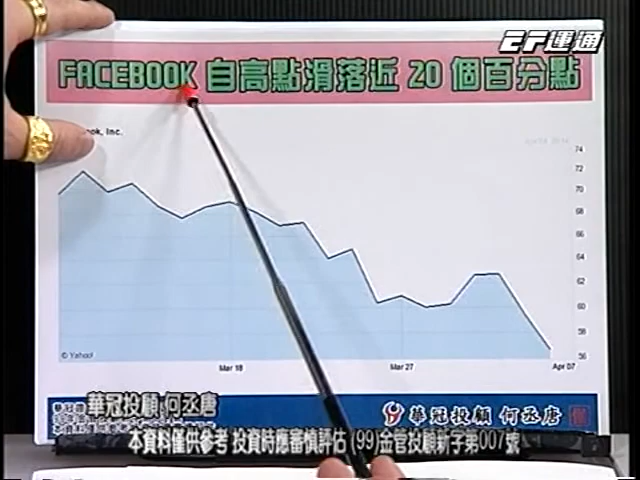 EF運通
FACEBOOK 自高點滑落近 20 個百分點
ook, Inc.
74
72
70
68
66
64
62
60
58
56
© Yahoo!
Mar 18
Mar 27
Apr 07
華冠投顧 何丞唐
華冠投顧 何丞唐
本資料僅供參考 投資時應審慎評估 (99)金管投顧新字第007號